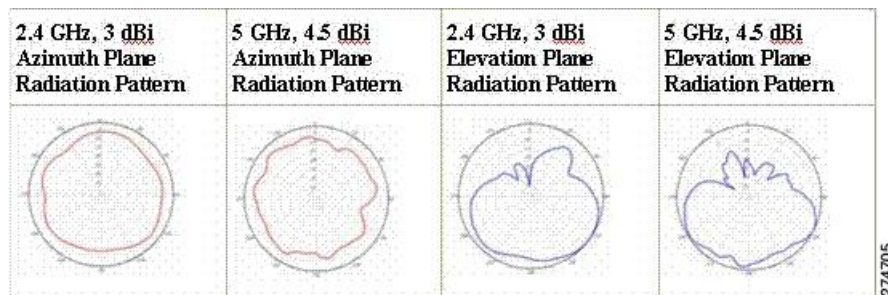 2.4 GHz, 3 dBi
Azimuth Plane
Radiation Pattern
5 GHz, 4.5 dBi
Azimuth Plane
Radiation Pattern
2.4 GHz, 3 dBi
Elevation Plane
Radiation Pattern
5 GHz, 4.5 dBi
Elevation Plane
Radiation Pattern
274705